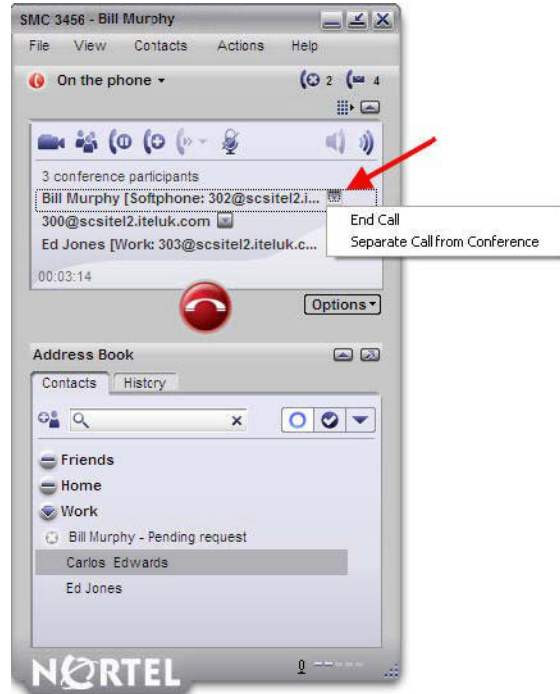 SMC 3456 - Bill Murphy
File View Contacts Actions Help
On the phone 2 4
3 conference participants
Bill Murphy [Softphone: 302@scsitel2.i...
End Call
300@scsitel2.iteluk.com
Separate Call from Conference
Ed Jones [Work: 303@scsitel2.iteluk.c...
00:03:14
Options
Address Book
Contacts History
Friends
Home
Work
Bill Murphy - Pending request
Carlos Edwards
Ed Jones
NORTEL